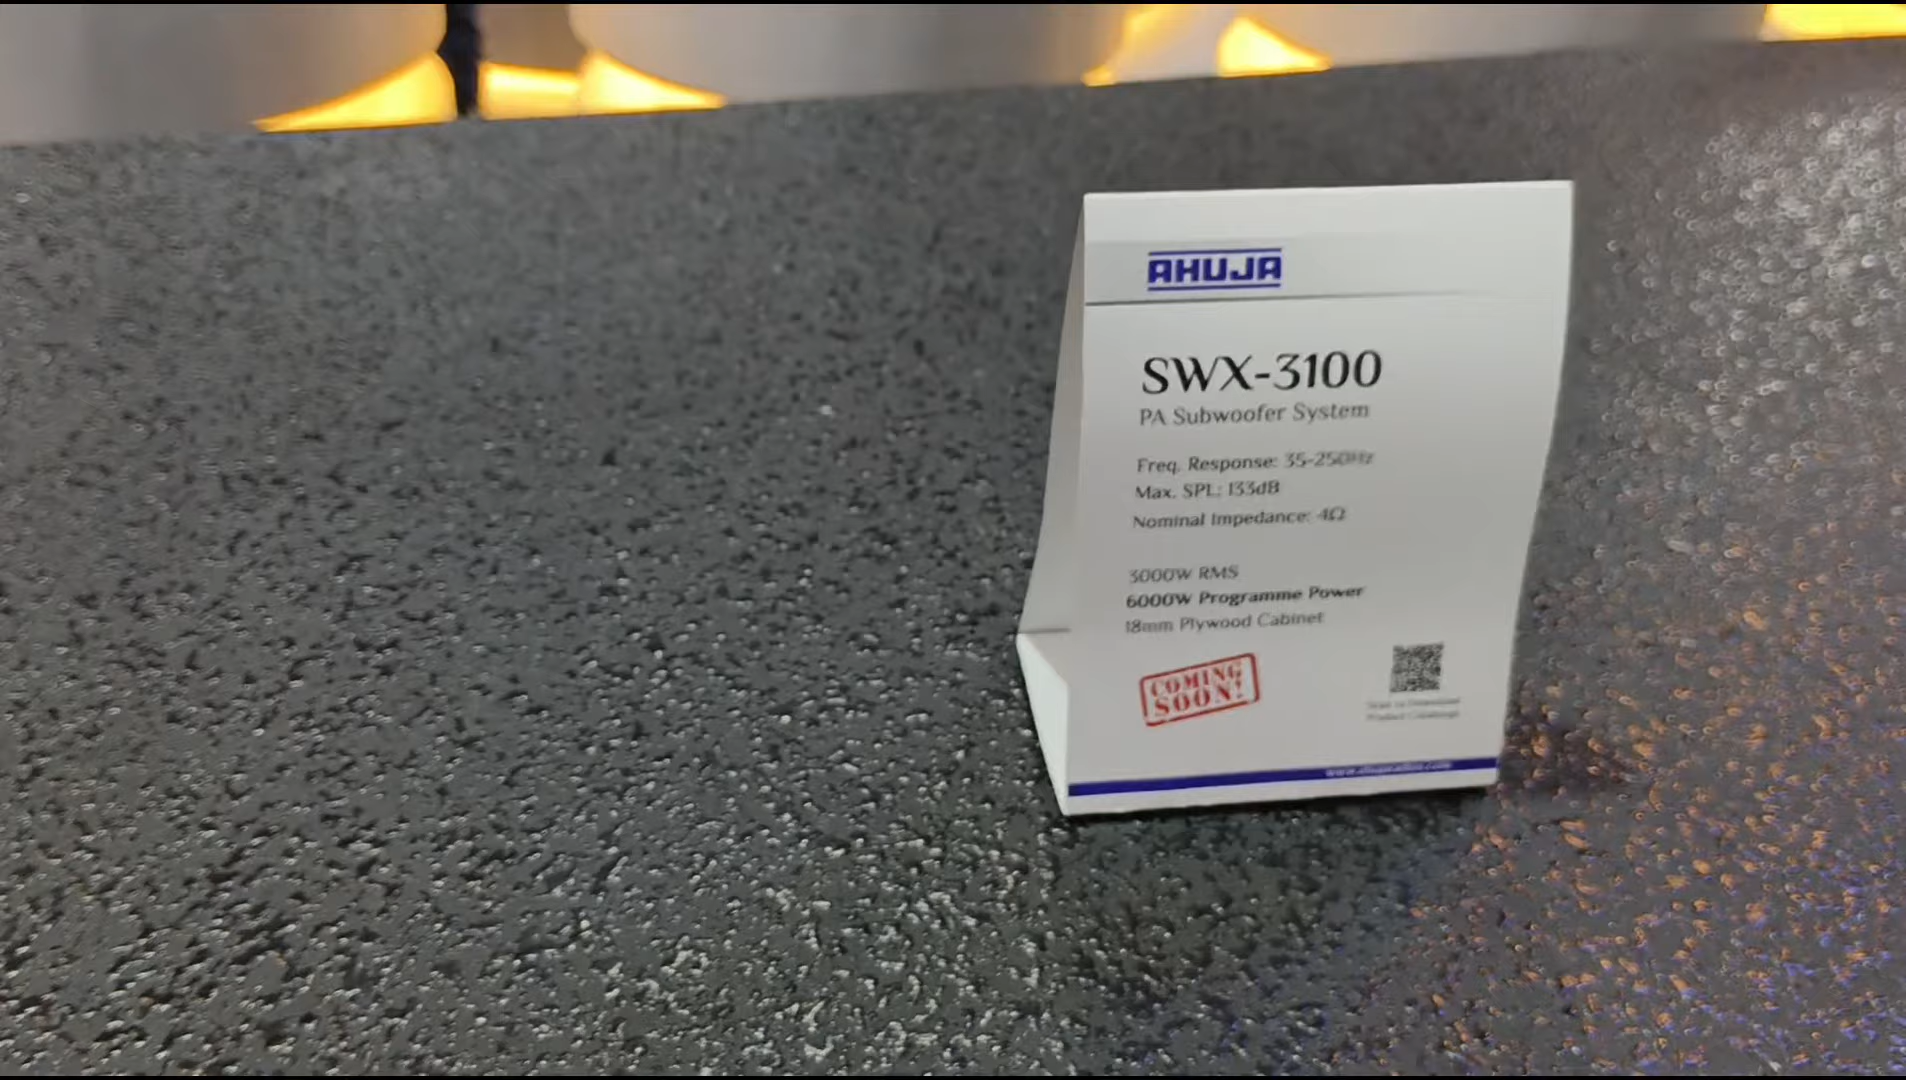 AHUJA
SWX-3100
PA Subwoofer System
Freq. Response: 35-250Hz
Max. SPL: 133dB
Nominal Impedance: 4Ω
3000W RMS
6000W Programme Power
18mm Plywood Cabinet
COMING
SOON!